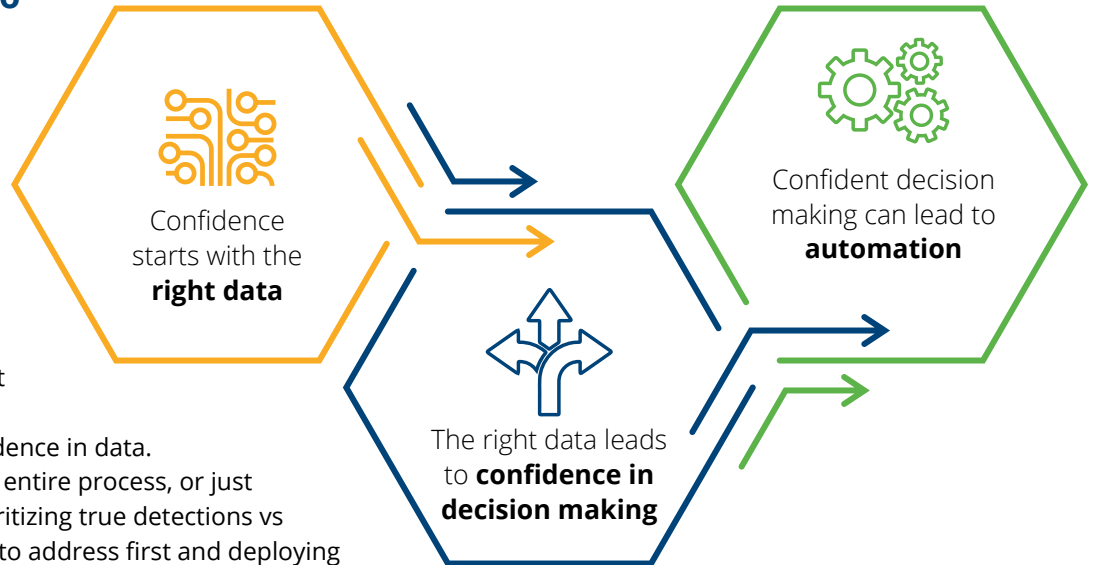 Confidence
starts with the
right data
Confident decision
making can lead to
automation
The right data leads
to confidence in
decision making
dence in data.
entire process, or just
ritizing true detections vs
to address first and deploying